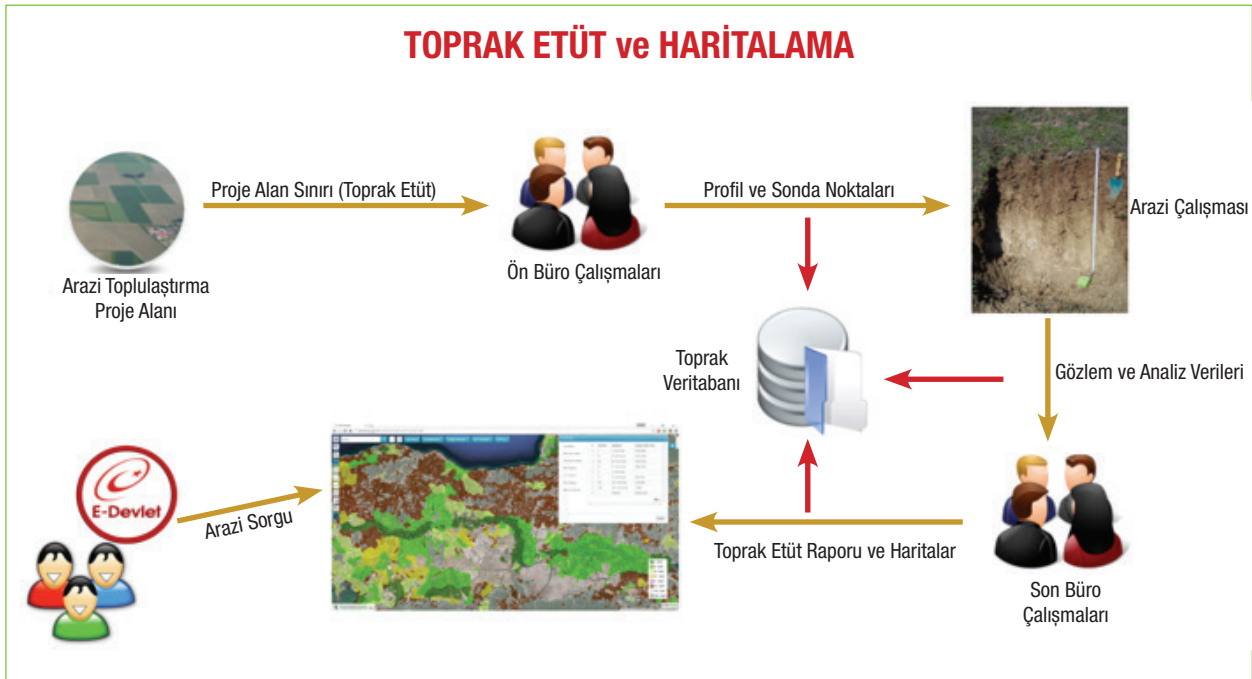 TOPRAK ETÜT ve HARİTALAMA
Arazi Toplulaştırma
Proje Alanı
Proje Alan Sınırı (Toprak Etüt)
Ön Büro Çalışmaları
Profil ve Sonda Noktaları
Arazi Çalışması
Toprak
Veritabanı
Gözlem ve Analiz Verileri
E-Devlet
Arazi Sorgu
Toprak Etüt Raporu ve Haritalar
Son Büro
Çalışmaları